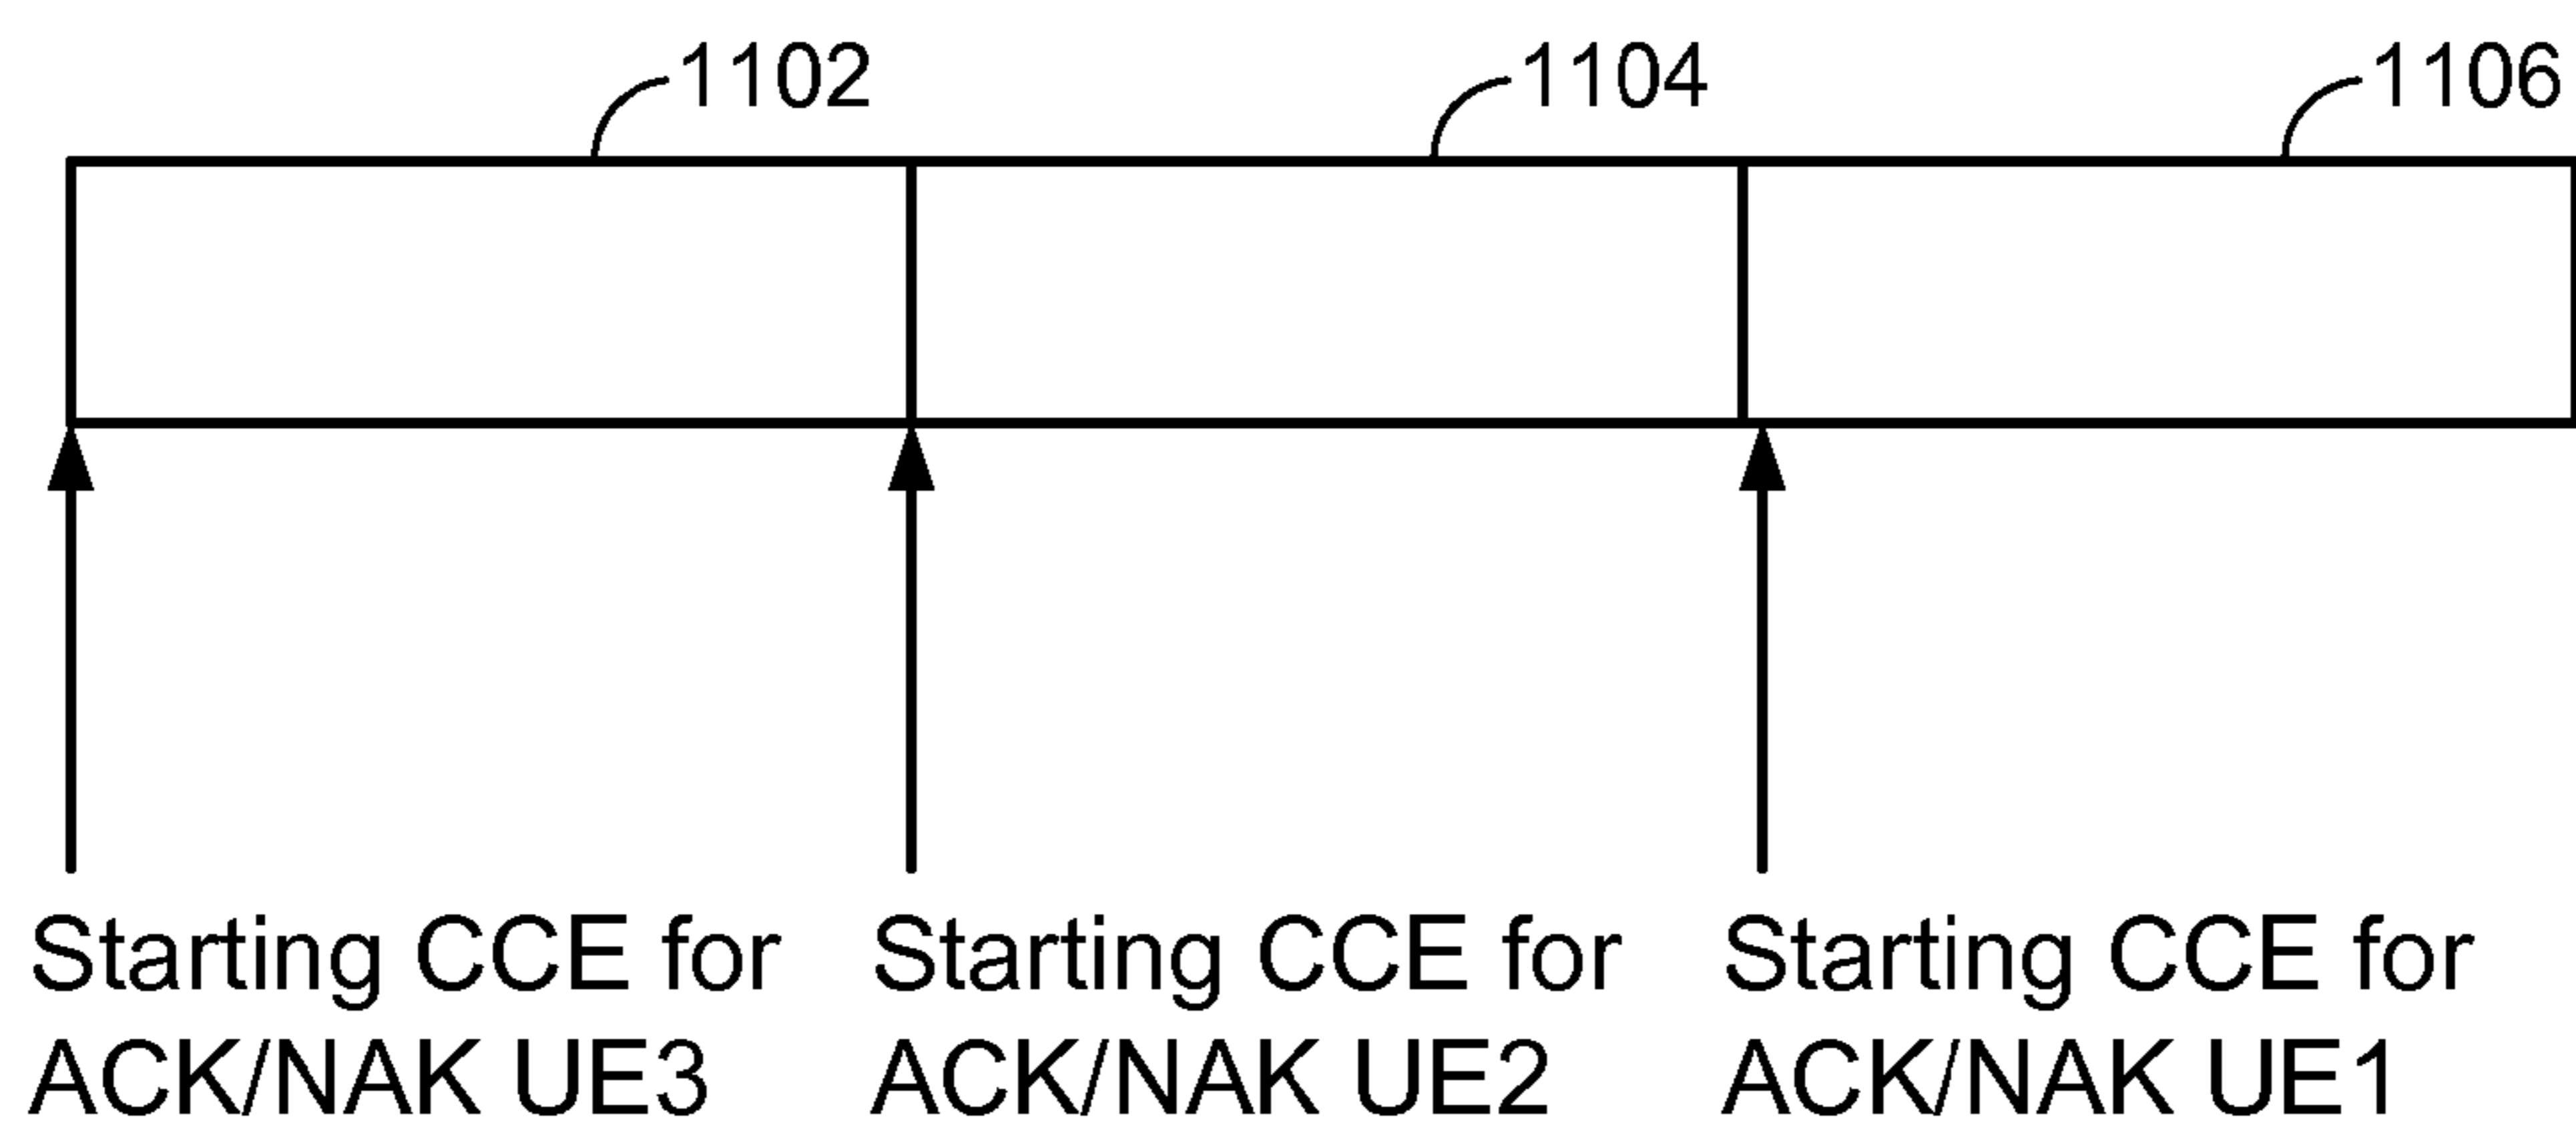 1102
1104
1106
Starting CCE for
ACK/NAK UE3
Starting CCE for
ACK/NAK UE2
Starting CCE for
ACK/NAK UE1